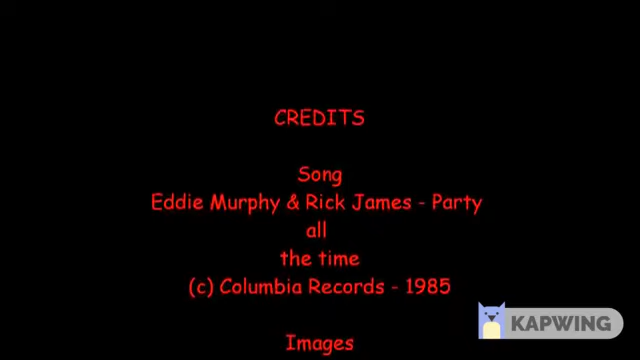 CREDITS
Song
Eddie Murphy & Rick James - Party
all
the time
(c) Columbia Records - 1985
Images
KAPWING